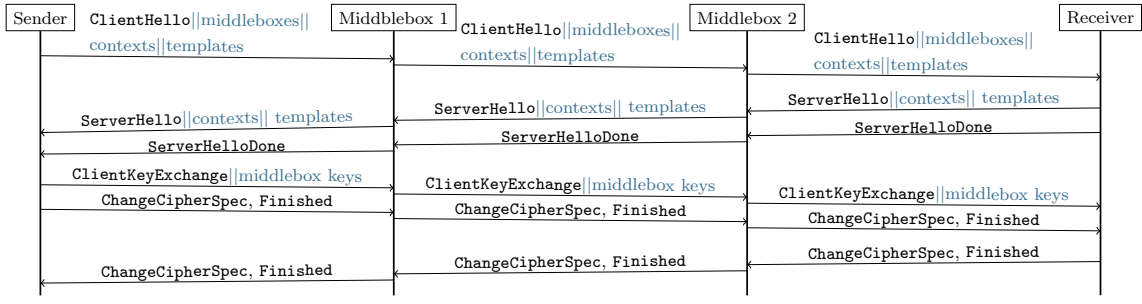 Sender
Middblebox 1
Middlebox 2
Receiver
ClientHello||middleboxes||
contexts||templates
ClientHello||middleboxes||
contexts||templates
ClientHello||middleboxes||
contexts||templates
ServerHello||contexts|| templates
ServerHello||contexts|| templates
ServerHello||contexts|| templates
ServerHelloDone
ServerHelloDone
ServerHelloDone
ClientKeyExchange||middlebox keys
ClientKeyExchange||middlebox keys
ClientKeyExchange||middlebox keys
ChangeCipherSpec, Finished
ChangeCipherSpec, Finished
ChangeCipherSpec, Finished
ChangeCipherSpec, Finished
ChangeCipherSpec, Finished
ChangeCipherSpec, Finished